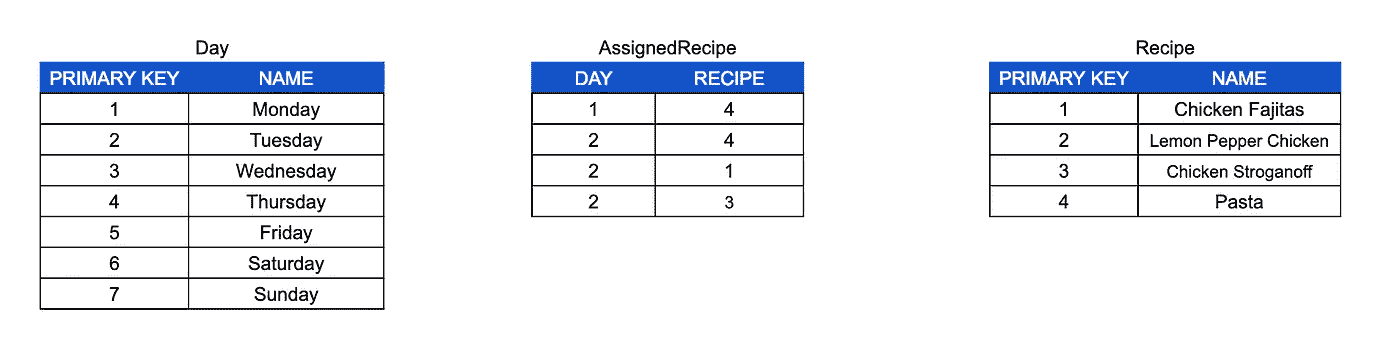 Day
PRIMARY KEY NAME
1 Monday
2 Tuesday
3 Wednesday
4 Thursday
5 Friday
6 Saturday
7 Sunday
AssignedRecipe
DAY RECIPE
1 4
2 4
2 1
2 3
Recipe
PRIMARY KEY NAME
1 Chicken Fajitas
2 Lemon Pepper Chicken
3 Chicken Stroganoff
4 Pasta